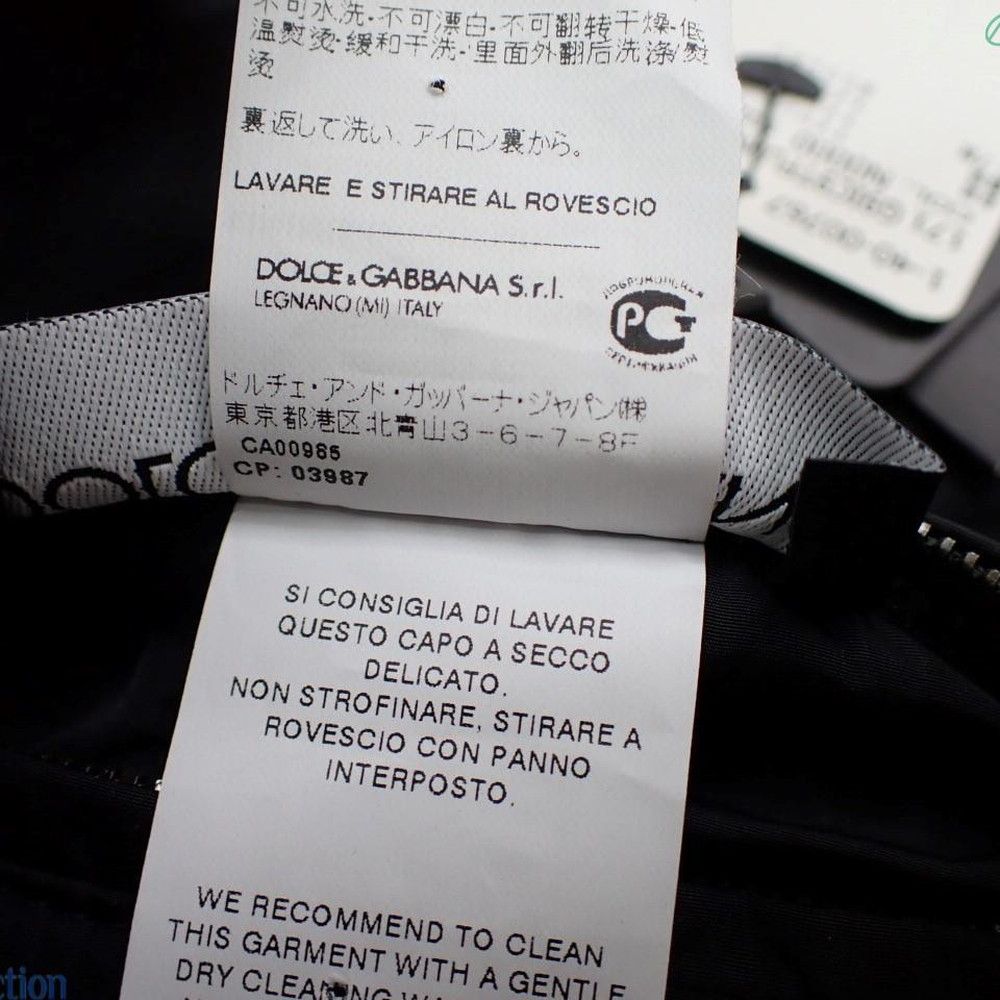 不可水洗·不可漂白·不可翻转干燥·低
温熨烫·缓和干洗·里面外翻后洗涤/熨
烫
裏返して洗い、アイロン裏から。
LAVARE E STIRARE AL ROVESCIO
DOLCE & GABBANA S.r.l.
LEGNANO (MI) ITALY
PCT
ドルチェ・アンド・ガッバーナ・ジャパン㈱
東京都港区北青山3-6-7-8F
CA00965
CP: 03987
SI CONSIGLIA DI LAVARE
QUESTO CAPO A SECCO
DELICATO.
NON STROFINARE, STIRARE A
ROVESCIO CON PANNO
INTERPOSTO.
WE RECOMMEND TO CLEAN
THIS GARMENT WITH A GENTLE
DRY CLEANING
ction